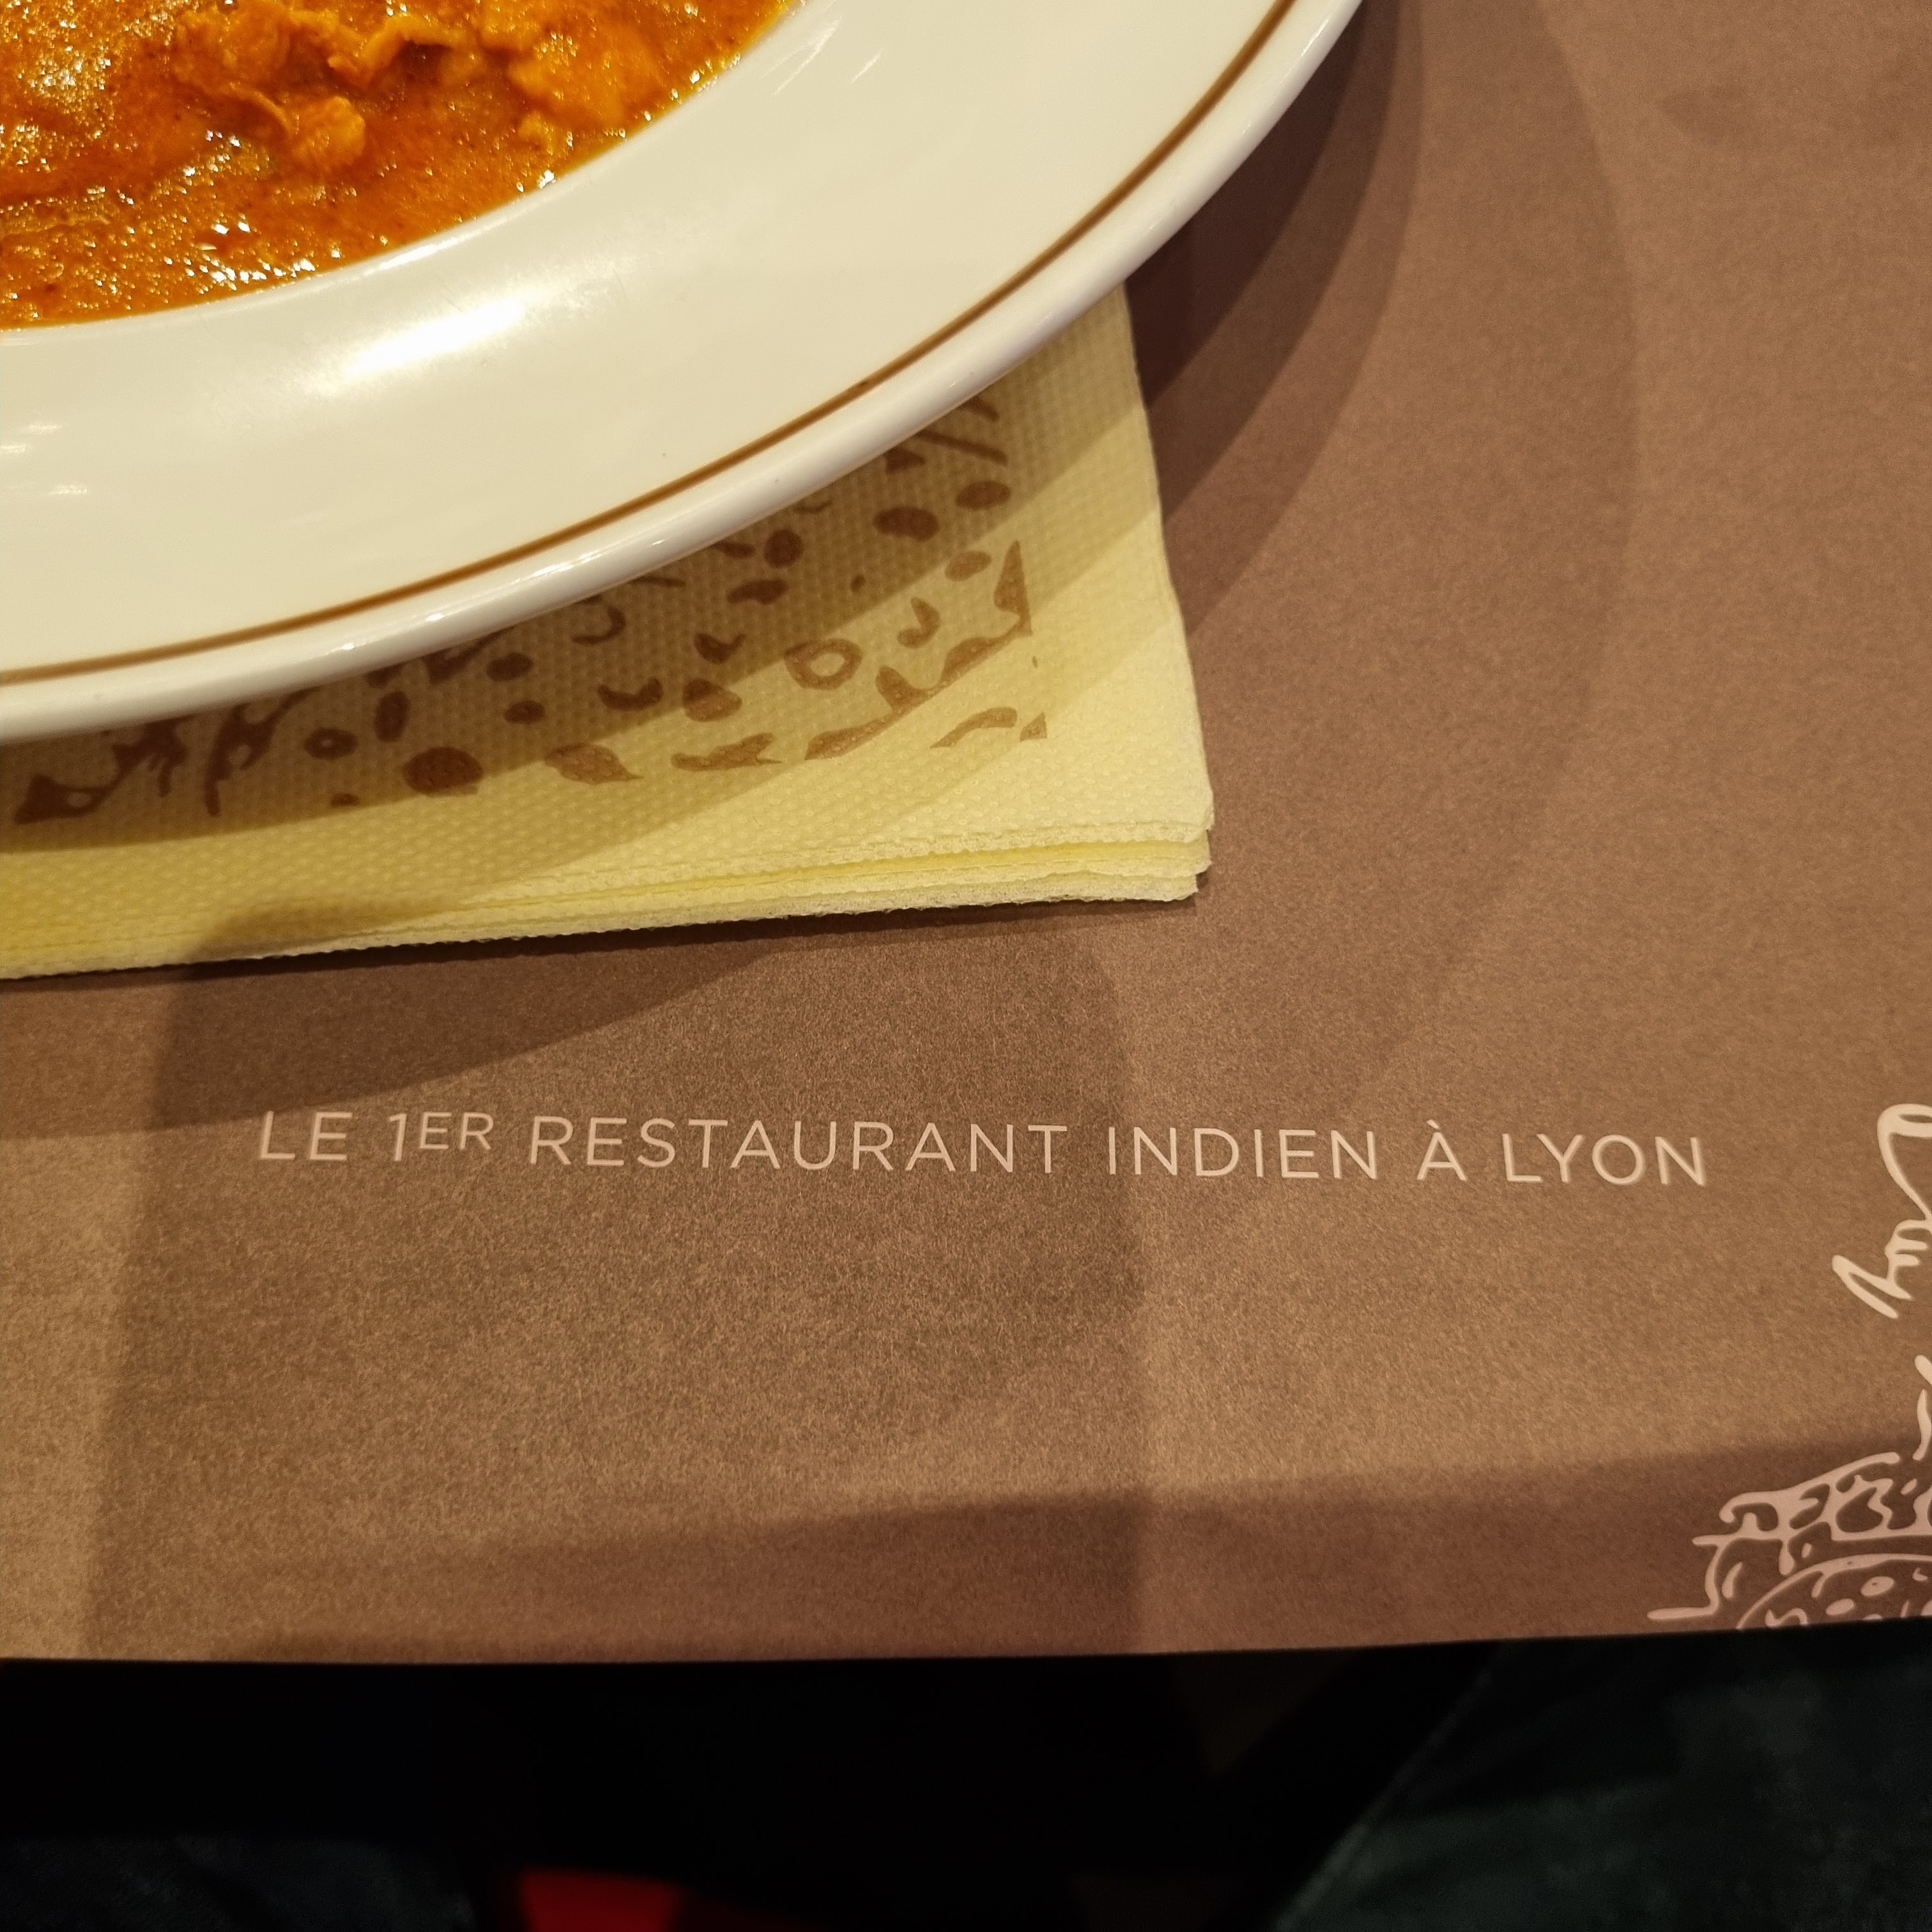 LE 1ER RESTAURANT INDIEN À LYON